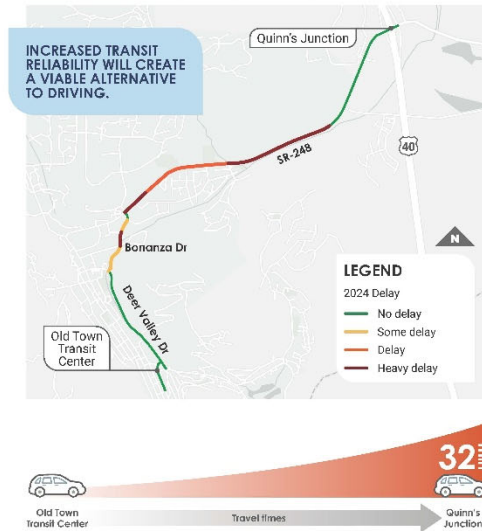 INCREASED TRANSIT
RELIABILITY WILL CREATE
A VIABLE ALTERNATIVE
TO DRIVING.
Quinn's Junction
SR-248
40
N
Bonanza Dr
Deer Valley Dr
Old Town
Transit
Center
LEGEND
2024 Delay
No delay
Some delay
Delay
Heavy delay
32
Old Town
Transit Center
Travel times
Quinn's
Junction